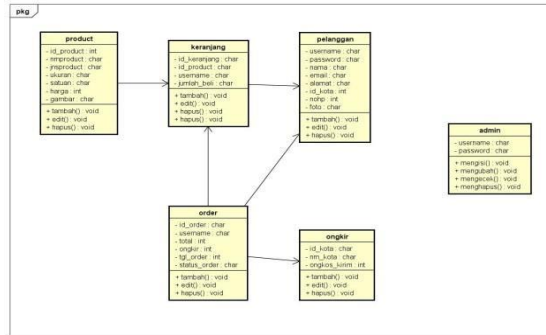 pkg
product
- id_product : int
- nmproduct : char
- jnsproduct : char
- ukuran : char
- satuan : char
- harga : int
- gambar : char
+ tambah() : void
+ edit() : void
+ hapus() : void
keranjang
- id_keranjang : char
- id_product : char
- username : char
- jumlah_beli : char
+ tambah() : void
+ edit() : void
+ hapus() : void
+ hapus() : void
pelanggan
- username : char
- password : char
- nama : char
- email : char
- alamat : char
- id_kota : int
- nohp : int
- foto : char
+ tambah() : void
+ edit() : void
+ hapus() : void
admin
- username : char
- password : char
+ mengisi() : void
+ mengubah() : void
+ mengecek() : void
+ menghapus() : void
order
- id_order : char
- username : char
- total : int
- ongkir : int
- tgl_order : int
- status_order : char
+ tambah() : void
+ edit() : void
+ hapus() : void
ongkir
- id_kota : char
- nm_kota : char
- ongkos_kirim : int
+ tambah() : void
+ edit() : void
+ hapus() : void